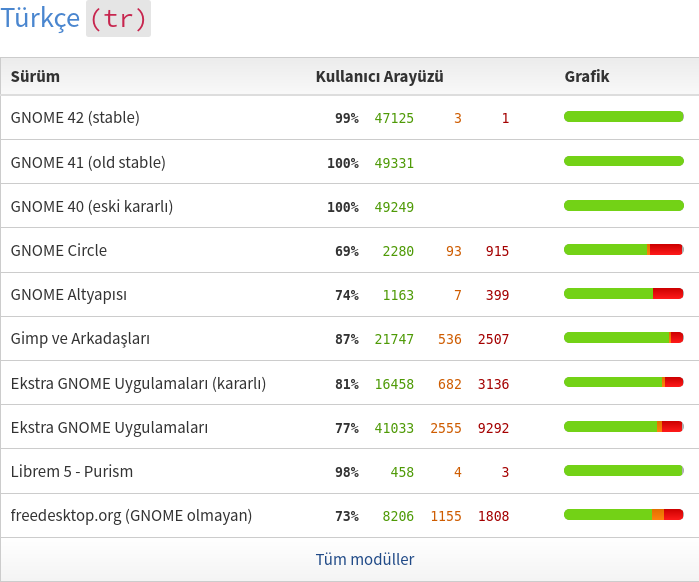 Türkçe (tr)
Sürüm Kullanıcı Arayüzü Grafik
GNOME 42 (stable) 99% 47125 3 1
GNOME 41 (old stable) 100% 49331
GNOME 40 (eski kararlı) 100% 49249
GNOME Circle 69% 2280 93 915
GNOME Altyapısı 74% 1163 7 399
Gimp ve Arkadaşları 87% 21747 536 2507
Ekstra GNOME Uygulamaları (kararlı) 81% 16458 682 3136
Ekstra GNOME Uygulamaları 77% 41033 2555 9292
Librem 5 - Purism 98% 458 4 3
freedesktop.org (GNOME olmayan) 73% 8206 1155 1808
Tüm modüller